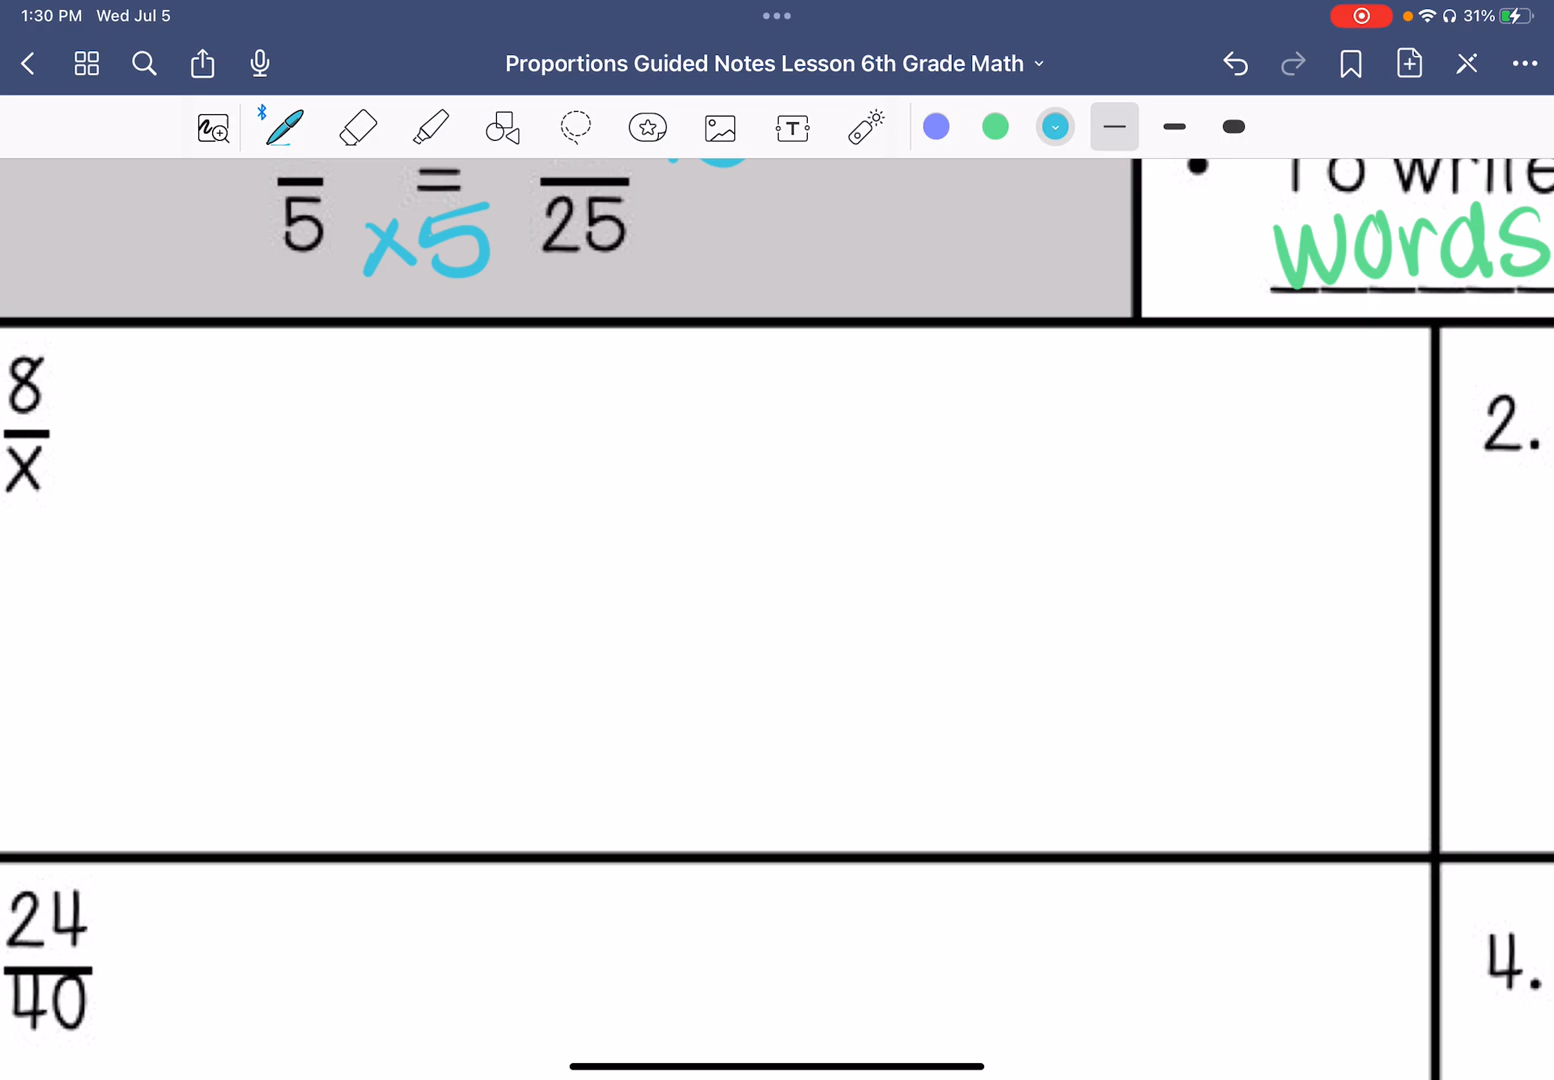 1:30 PM Wed Jul 5
31%
Proportions Guided Notes Lesson 6th Grade Math
T
=
5 25
x5
• To write
words
8
x
2.
24
40
4.